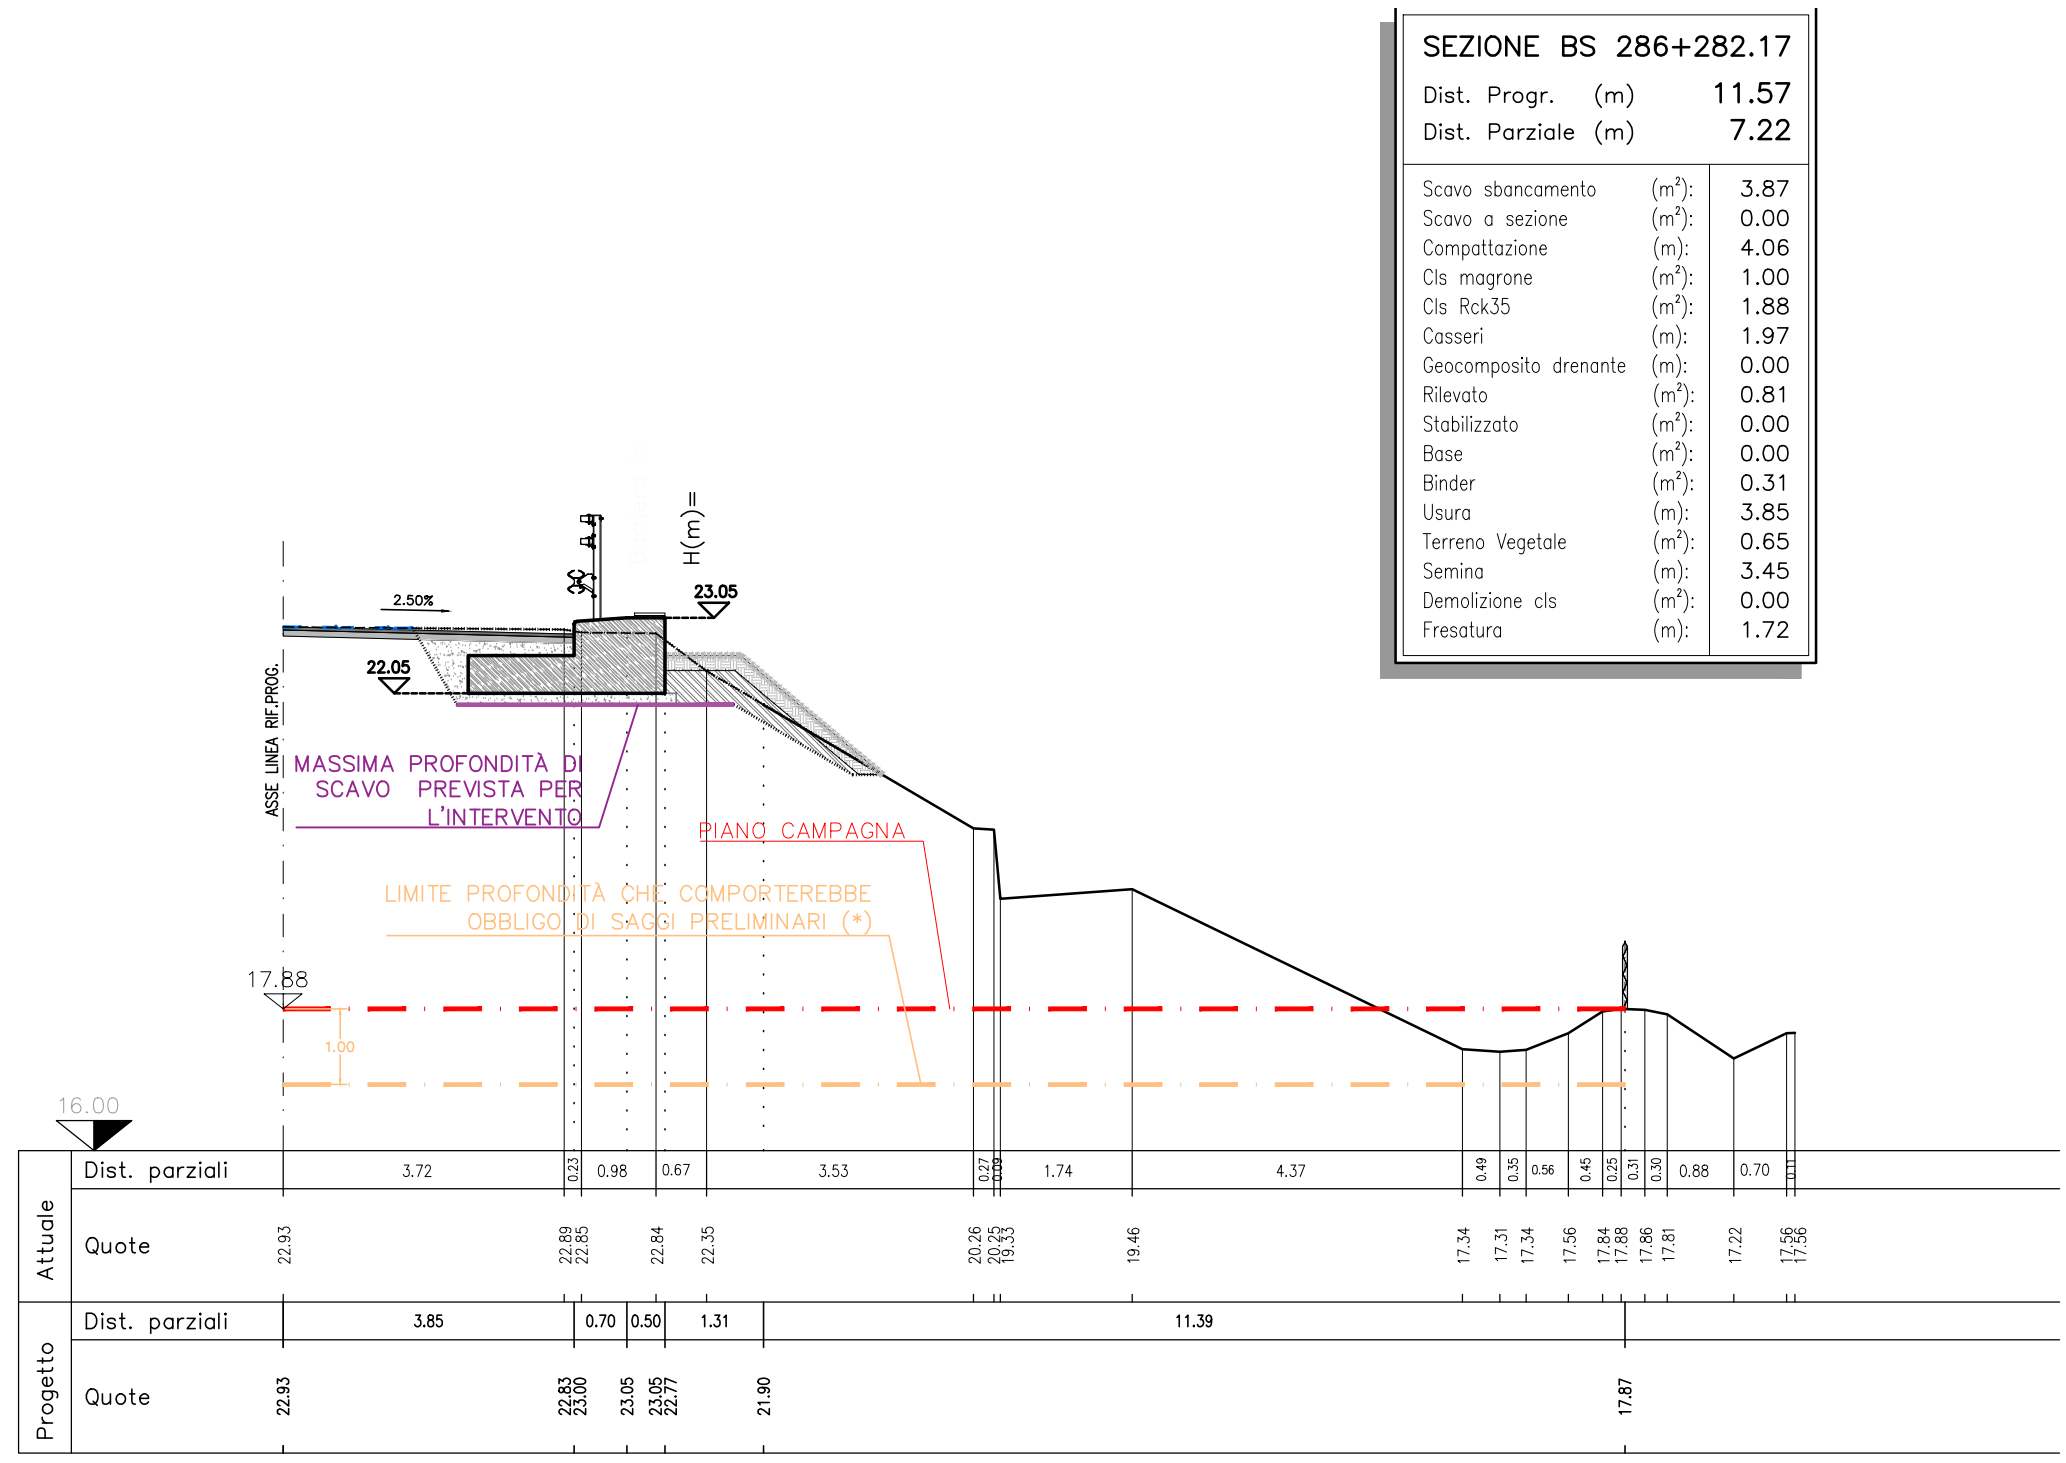 SEZIONE BS 286+282.17
Dist. Progr. (m) 11.57
Dist. Parziale (m) 7.22
Scavo sbancamento (m²): 3.87
Scavo a sezione (m²): 0.00
Compattazione (m): 4.06
Cls magrone (m²): 1.00
Cls Rck35 (m²): 1.88
Casseri (m): 1.97
Geocomposito drenante (m): 0.00
Rilevato (m²): 0.81
Stabilizzato (m²): 0.00
Base (m²): 0.00
Binder (m²): 0.31
Usura (m): 3.85
Terreno Vegetale (m²): 0.65
Semina (m): 3.45
Demolizione cls (m²): 0.00
Fresatura (m): 1.72
H(m)=
2.50%
23.05
22.05
ASSE LINEA RIF.PROG.
MASSIMA PROFONDITÀ DI
SCAVO PREVISTA PER
L'INTERVENTO
PIANO CAMPAGNA
LIMITE PROFONDITÀ CHE COMPORTEREBBE
OBBLIGO DI SAGGI PRELIMINARI (*)
17.88
1.00
16.00
Attuale
Dist. parziali 3.72 0.23 0.98 0.67 3.53 0.27 0.09 1.74 4.37 0.49 0.35 0.56 0.45 0.25 0.31 0.30 0.88 0.70 0.11
Quote 22.93 22.89 22.85 22.84 22.35 20.26 20.25 19.33 19.46 17.34 17.31 17.34 17.56 17.84 17.88 17.86 17.81 17.22 17.56 17.56
Progetto
Dist. parziali 3.85 0.70 0.50 1.31 11.39
Quote 22.93 22.83 23.00 23.05 23.05 22.77 21.90 17.87